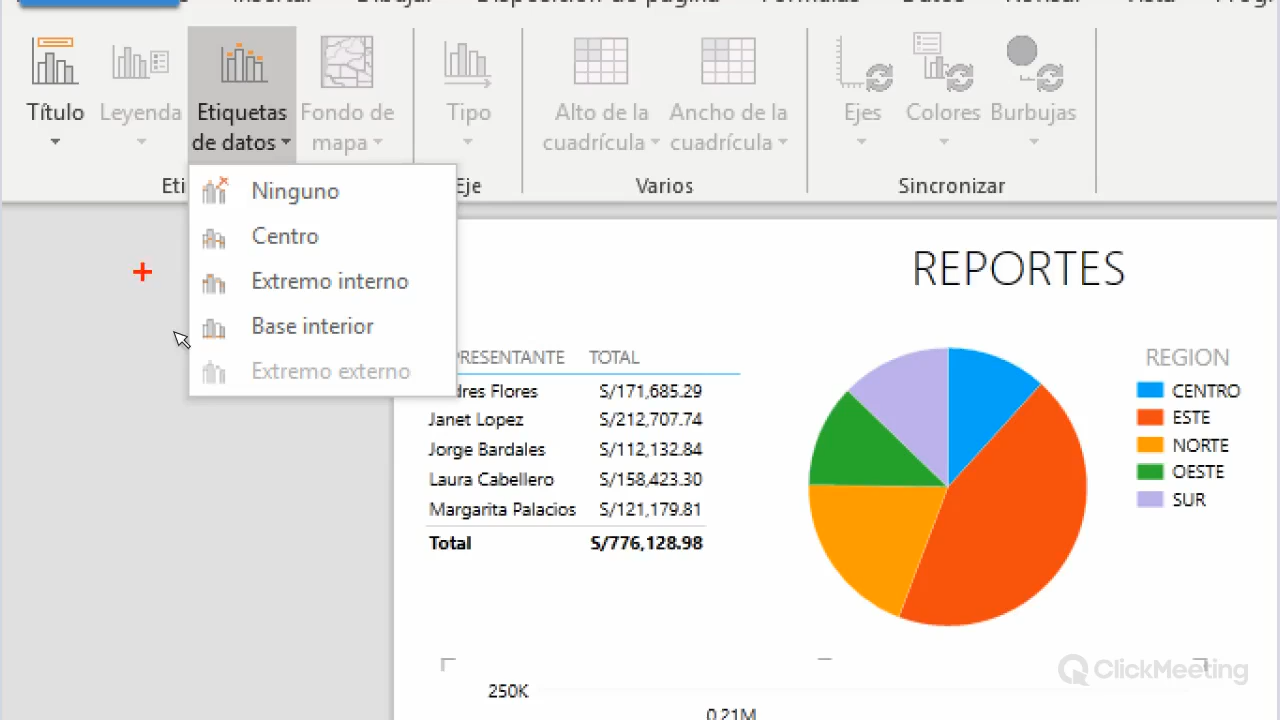 Título
Leyenda
Etiquetas
de datos
Fondo de
mapa
Tipo
Alto de la
cuadrícula
Ancho de la
cuadrícula
Ejes
Colores
Burbujas
Eti
Eje
Varios
Sincronizar
Ninguno
Centro
Extremo interno
Base interior
Extremo externo
REPORTES
PRESENTANTE TOTAL
dres Flores S/171,685.29
Janet Lopez S/212,707.74
Jorge Bardales S/112,132.84
Laura Cabellero S/158,423.30
Margarita Palacios S/121,179.81
Total S/776,128.98
REGION
CENTRO
ESTE
NORTE
OESTE
SUR
ClickMeeting
250K
0.21M